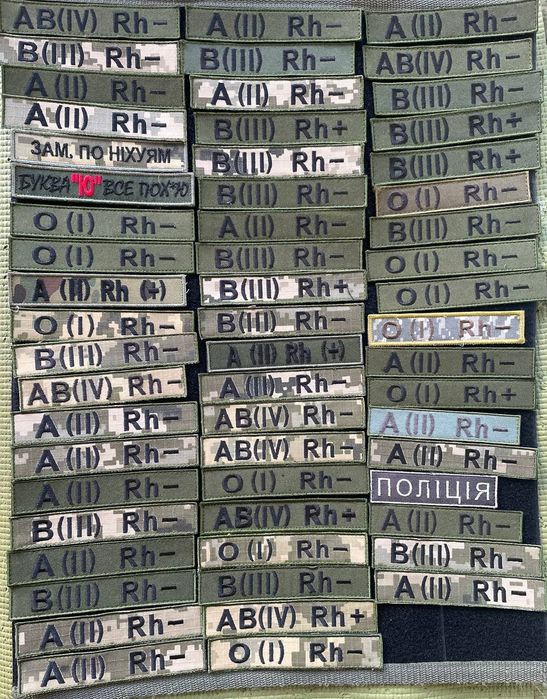 AB(IV) Rh−
B(III) Rh−
A (II) Rh−
A (II) Rh−
ЗАМ. ПО НІХУЯМ
БУКВА "Ю" ВСЕ ПОХ*Ю
O (I) Rh−
O (I) Rh−
A (II) Rh (+)
O (I) Rh−
B(III) Rh−
AB(IV) Rh−
A (II) Rh−
A (II) Rh−
A (II) Rh−
B(III) Rh−
A (II) Rh−
B(III) Rh−
A (II) Rh−
A (II) Rh−
A (II) Rh−
B(III) Rh−
A (II) Rh−
B(III) Rh+
B(III) Rh−
B(III) Rh−
A (II) Rh−
B(III) Rh−
B(III) Rh+
B(III) Rh−
A (II) Rh (+)
A (II) Rh−
AB(IV) Rh−
AB(IV) Rh−
O (I) Rh−
AB(IV) Rh+
O (I) Rh−
B(III) Rh−
AB(IV) Rh+
O (I) Rh−
A (II) Rh−
AB(IV) Rh−
B(III) Rh−
B(III) Rh+
B(III) Rh+
O (I) Rh−
B(III) Rh−
O (I) Rh−
O (I) Rh−
O (I) Rh−
A (II) Rh−
O (I) Rh+
A (II) Rh−
A (II) Rh−
ПОЛІЦІЯ
A (II) Rh−
B(III) Rh−
A (II) Rh−